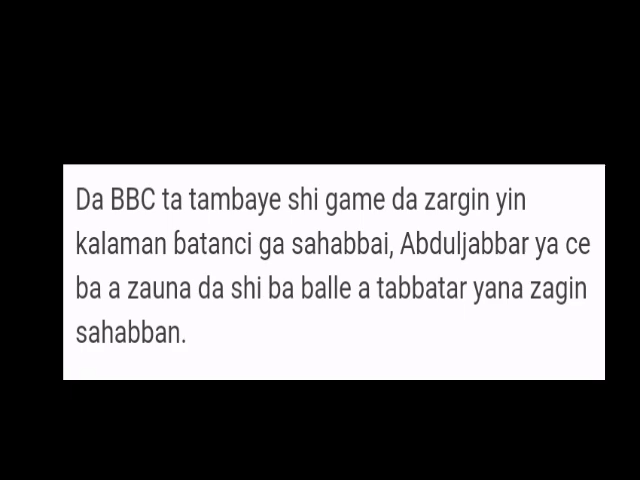 Da BBC ta tambaye shi game da zargin yin
kalaman ɓatanci ga sahabbai, Abduljabbar ya ce
ba a zauna da shi ba balle a tabbatar yana zagin
sahabban.